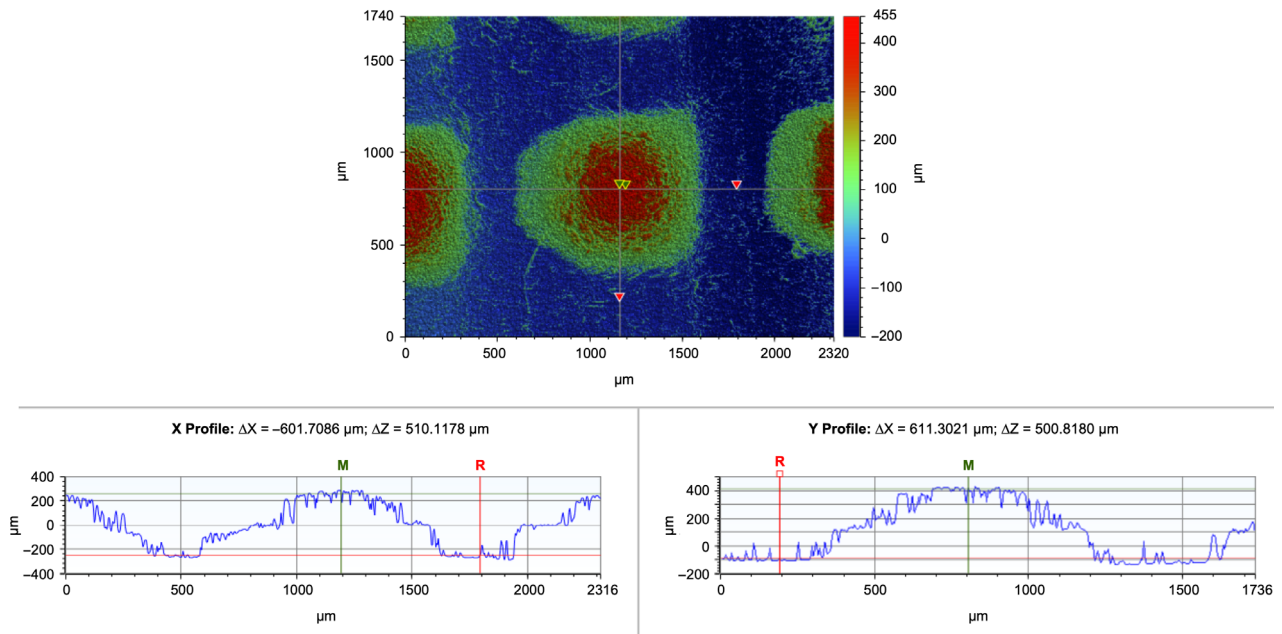 1740
1500
1000
500
0
µm
0 500 1000 1500 2000 2320
µm
455
400
300
200
100
0
−100
−200
µm
X Profile: ΔX = –601.7086 µm; ΔZ = 510.1178 µm
M R
400
200
0
−200
−400
µm
0 500 1000 1500 2000 2316
µm
Y Profile: ΔX = 611.3021 µm; ΔZ = 500.8180 µm
R M
400
200
0
−200
µm
0 500 1000 1500 1736
µm